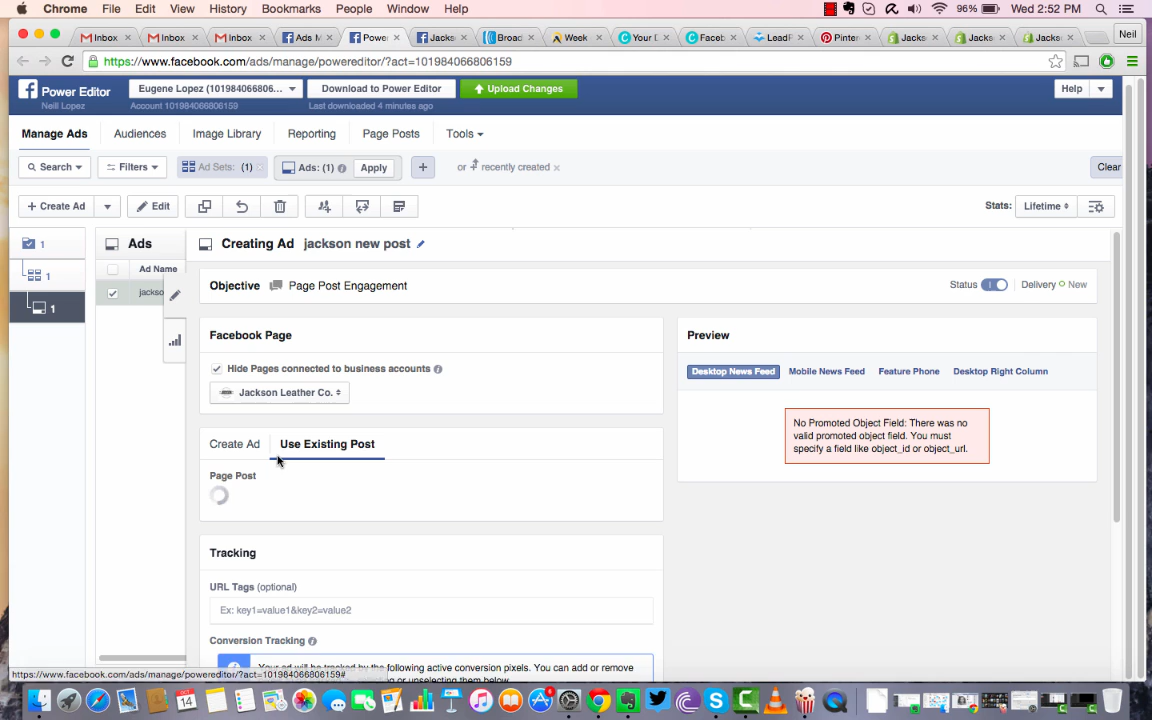 Chrome File Edit View History Bookmarks People Window Help 96% Wed 2:52 PM
Inbox × Inbox × Inbox × Ads M × Powe × Jacks × Broad × Week × Your D × Faceb × LeadP × Pinter × Jacks × Jacks × Jacks × Neil
https://www.facebook.com/ads/manage/powereditor/?act=101984066806159
Power Editor
Neill Lopez
Eugene Lopez (101984066806...
Account 101984066806159
Download to Power Editor
Last downloaded 4 minutes ago
Upload Changes
Help
Manage Ads Audiences Image Library Reporting Page Posts Tools
Search Filters Ad Sets: (1) Ads: (1) Apply + or recently created × Clear
+ Create Ad Edit Stats: Lifetime
1
1
1
Ads
Ad Name
jackso
Creating Ad jackson new post
Objective Page Post Engagement Status Delivery New
Facebook Page
Hide Pages connected to business accounts
Jackson Leather Co.
Create Ad Use Existing Post
Page Post
Tracking
URL Tags (optional)
Ex: key1=value1&key2=value2
Conversion Tracking
Your ad will be tracked by the following active conversion pixels. You can add or remove
or unselecting them below.
Preview
Desktop News Feed Mobile News Feed Feature Phone Desktop Right Column
No Promoted Object Field: There was no
valid promoted object field. You must
specify a field like object_id or object_url.
https://www.facebook.com/ads/manage/powereditor/?act=101984066806159#